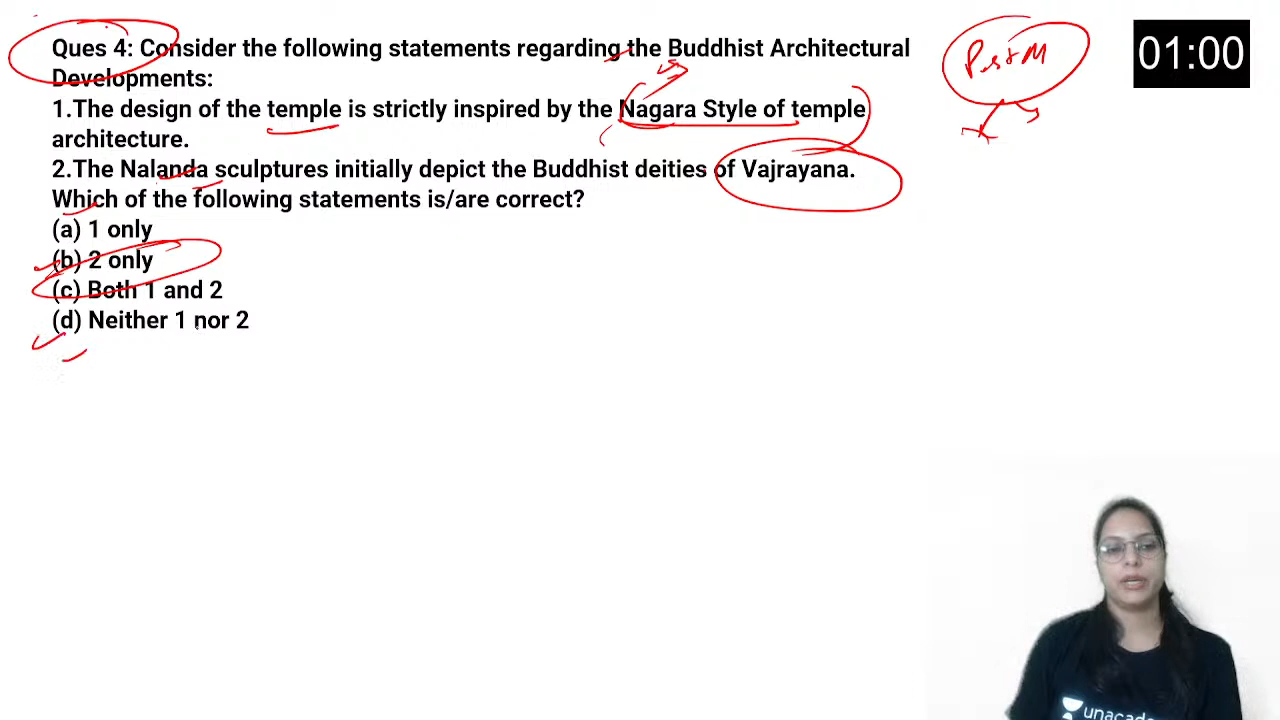 Ques 4: Consider the following statements regarding the Buddhist Architectural
Developments:
1.The design of the temple is strictly inspired by the Nagara Style of temple
architecture.
2.The Nalanda sculptures initially depict the Buddhist deities of Vajrayana.
Which of the following statements is/are correct?
(a) 1 only
(b) 2 only
(c) Both 1 and 2
(d) Neither 1 nor 2
01:00